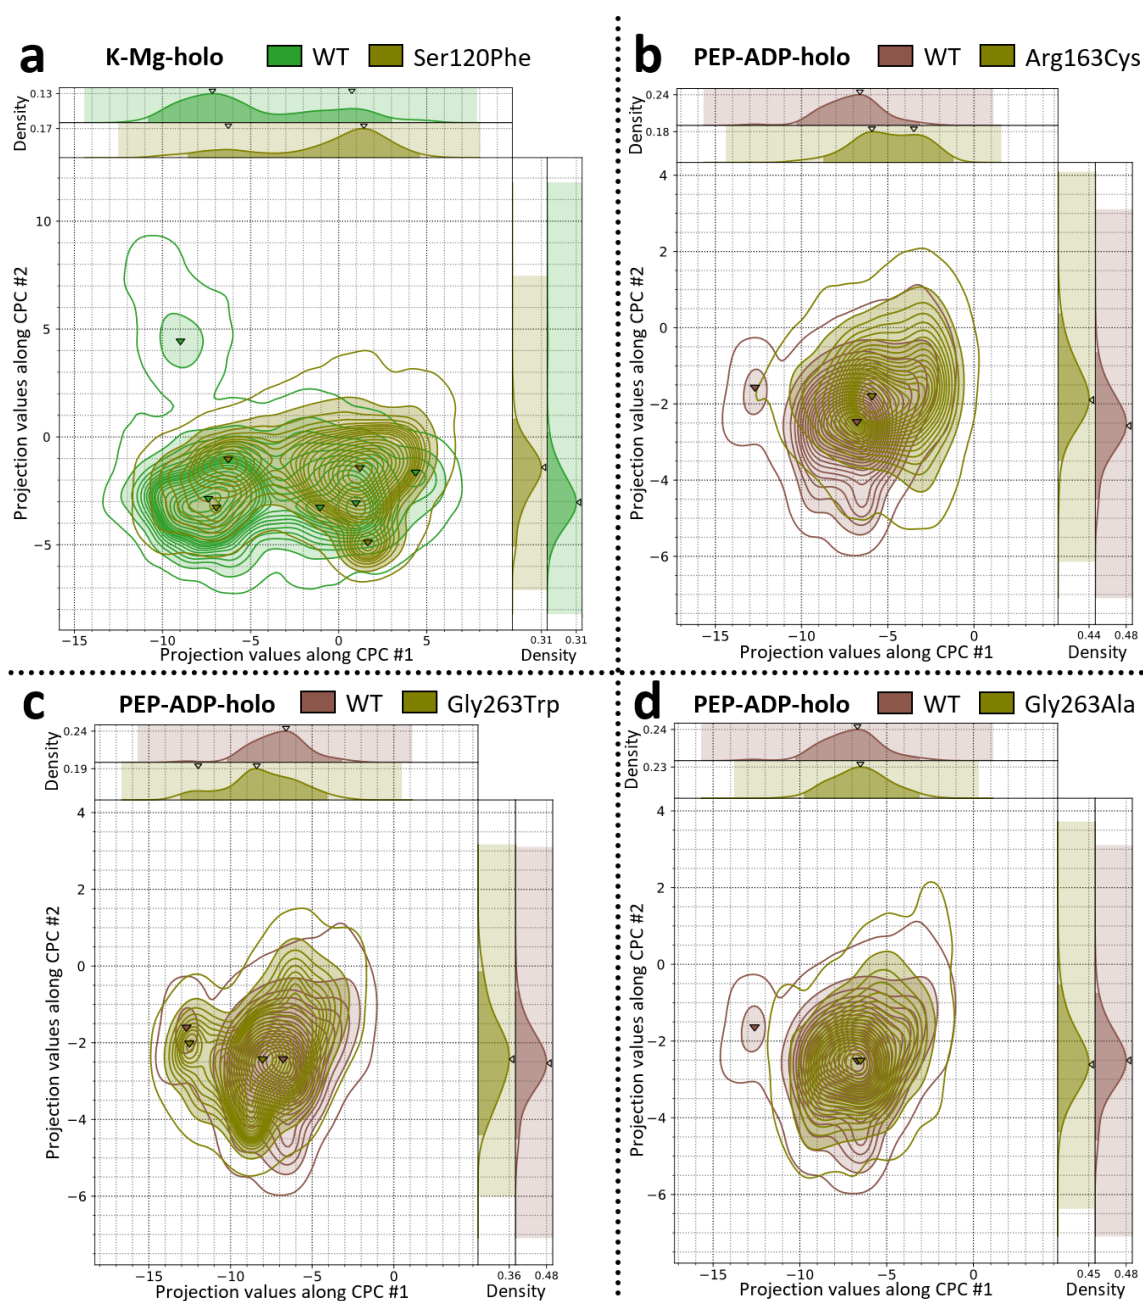 a K-Mg-holo WT Ser120Phe
Density
0.13
0.17
Projection values along CPC #2
10
5
0
−5
−15 −10 −5 0 5
0.31 0.31
Projection values along CPC #1
Density
b PEP-ADP-holo WT Arg163Cys
Density
0.24
0.18
Projection values along CPC #2
4
2
0
−2
−4
−6
−15 −10 −5 0
0.44 0.48
Projection values along CPC #1
Density
c PEP-ADP-holo WT Gly263Trp
Density
0.24
0.19
Projection values along CPC #2
4
2
0
−2
−4
−6
−15 −10 −5 0
0.36 0.48
Projection values along CPC #1
Density
d PEP-ADP-holo WT Gly263Ala
Density
0.24
0.23
Projection values along CPC #2
4
2
0
−2
−4
−6
−15 −10 −5 0
0.45 0.48
Projection values along CPC #1
Density